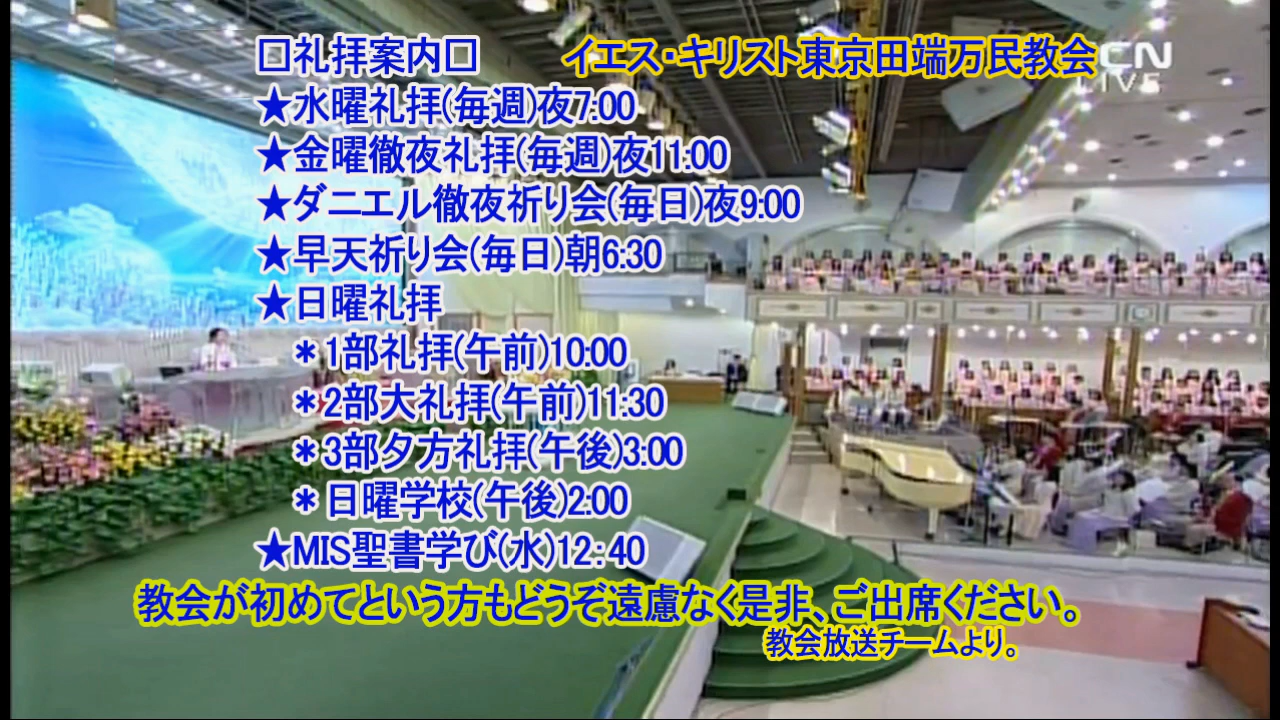 □礼拝案内□ イエス・キリスト東京田端万民教会
CN
LIVE
★水曜礼拝(毎週)夜7:00
★金曜徹夜礼拝(毎週)夜11:00
★ダニエル徹夜祈り会(毎日)夜9:00
★早天祈り会(毎日)朝6:30
★日曜礼拝
＊1部礼拝(午前)10:00
＊2部大礼拝(午前)11:30
＊3部夕方礼拝(午後)3:00
＊日曜学校(午後)2:00
★MIS聖書学び(水)12:40
教会が初めてという方もどうぞ遠慮なく是非、ご出席ください。
教会放送チームより。